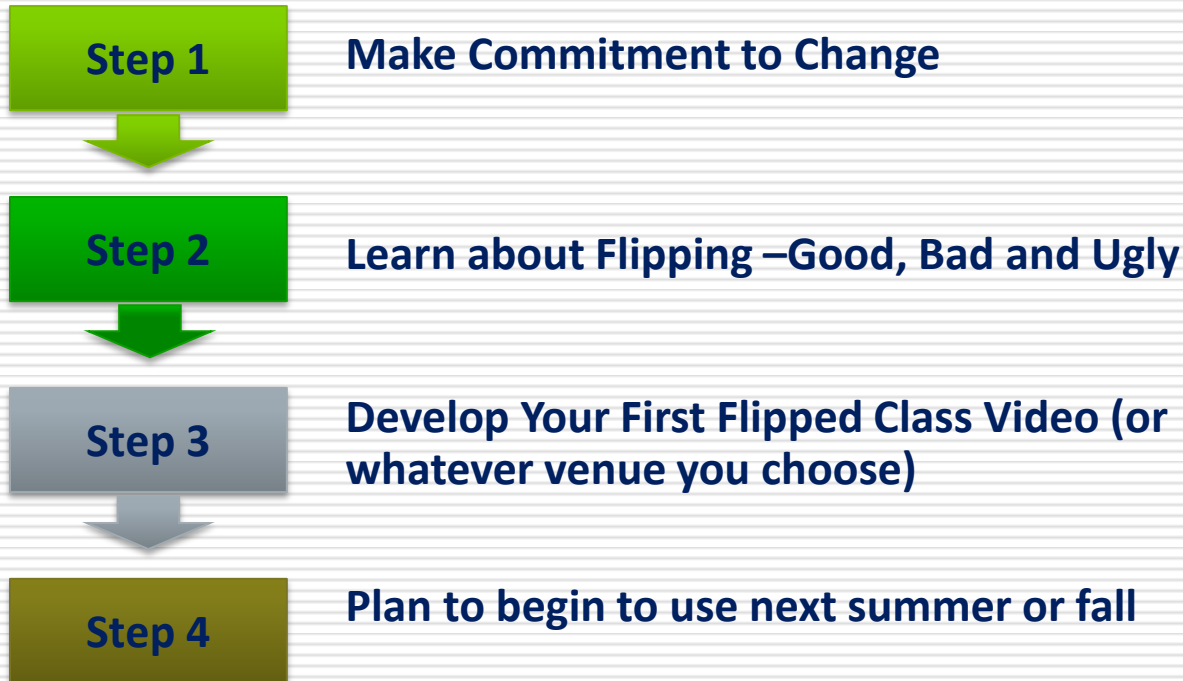 Step 1
Make Commitment to Change
Step 2
Learn about Flipping –Good, Bad and Ugly
Step 3
Develop Your First Flipped Class Video (or
whatever venue you choose)
Step 4
Plan to begin to use next summer or fall